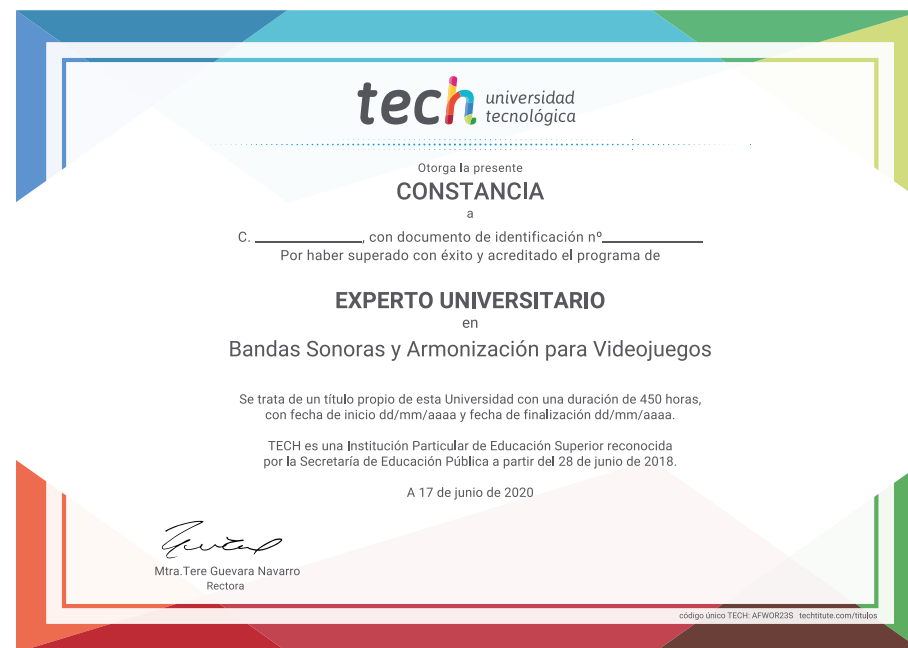 tech universidad
tecnológica
Otorga la presente
CONSTANCIA
a
C. ____________, con documento de identificación nº____________
Por haber superado con éxito y acreditado el programa de
EXPERTO UNIVERSITARIO
en
Bandas Sonoras y Armonización para Videojuegos
Se trata de un título propio de esta Universidad con una duración de 450 horas,
con fecha de inicio dd/mm/aaaa y fecha de finalización dd/mm/aaaa.
TECH es una Institución Particular de Educación Superior reconocida
por la Secretaría de Educación Pública a partir del 28 de junio de 2018.
A 17 de junio de 2020
Mtra.Tere Guevara Navarro
Rectora
código único TECH: AFWOR23S techtitute.com/titulos